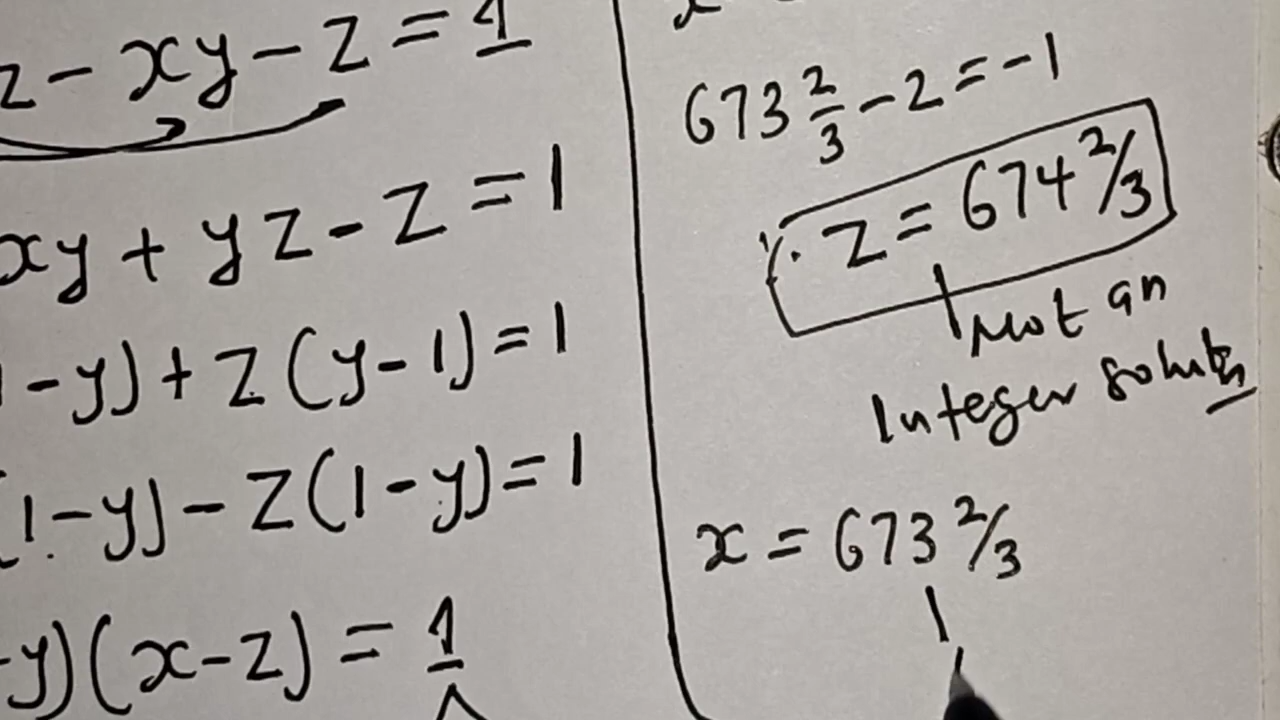 z - xy - z = 1
xy + yz - z = 1
- y) + z(y - 1) = 1
(1 - y) - z(1 - y) = 1
- y)(x - z) = 1
673 2/3 - z = -1
∴ z = 674 2/3
Not an
Integer solutn
x = 673 2/3